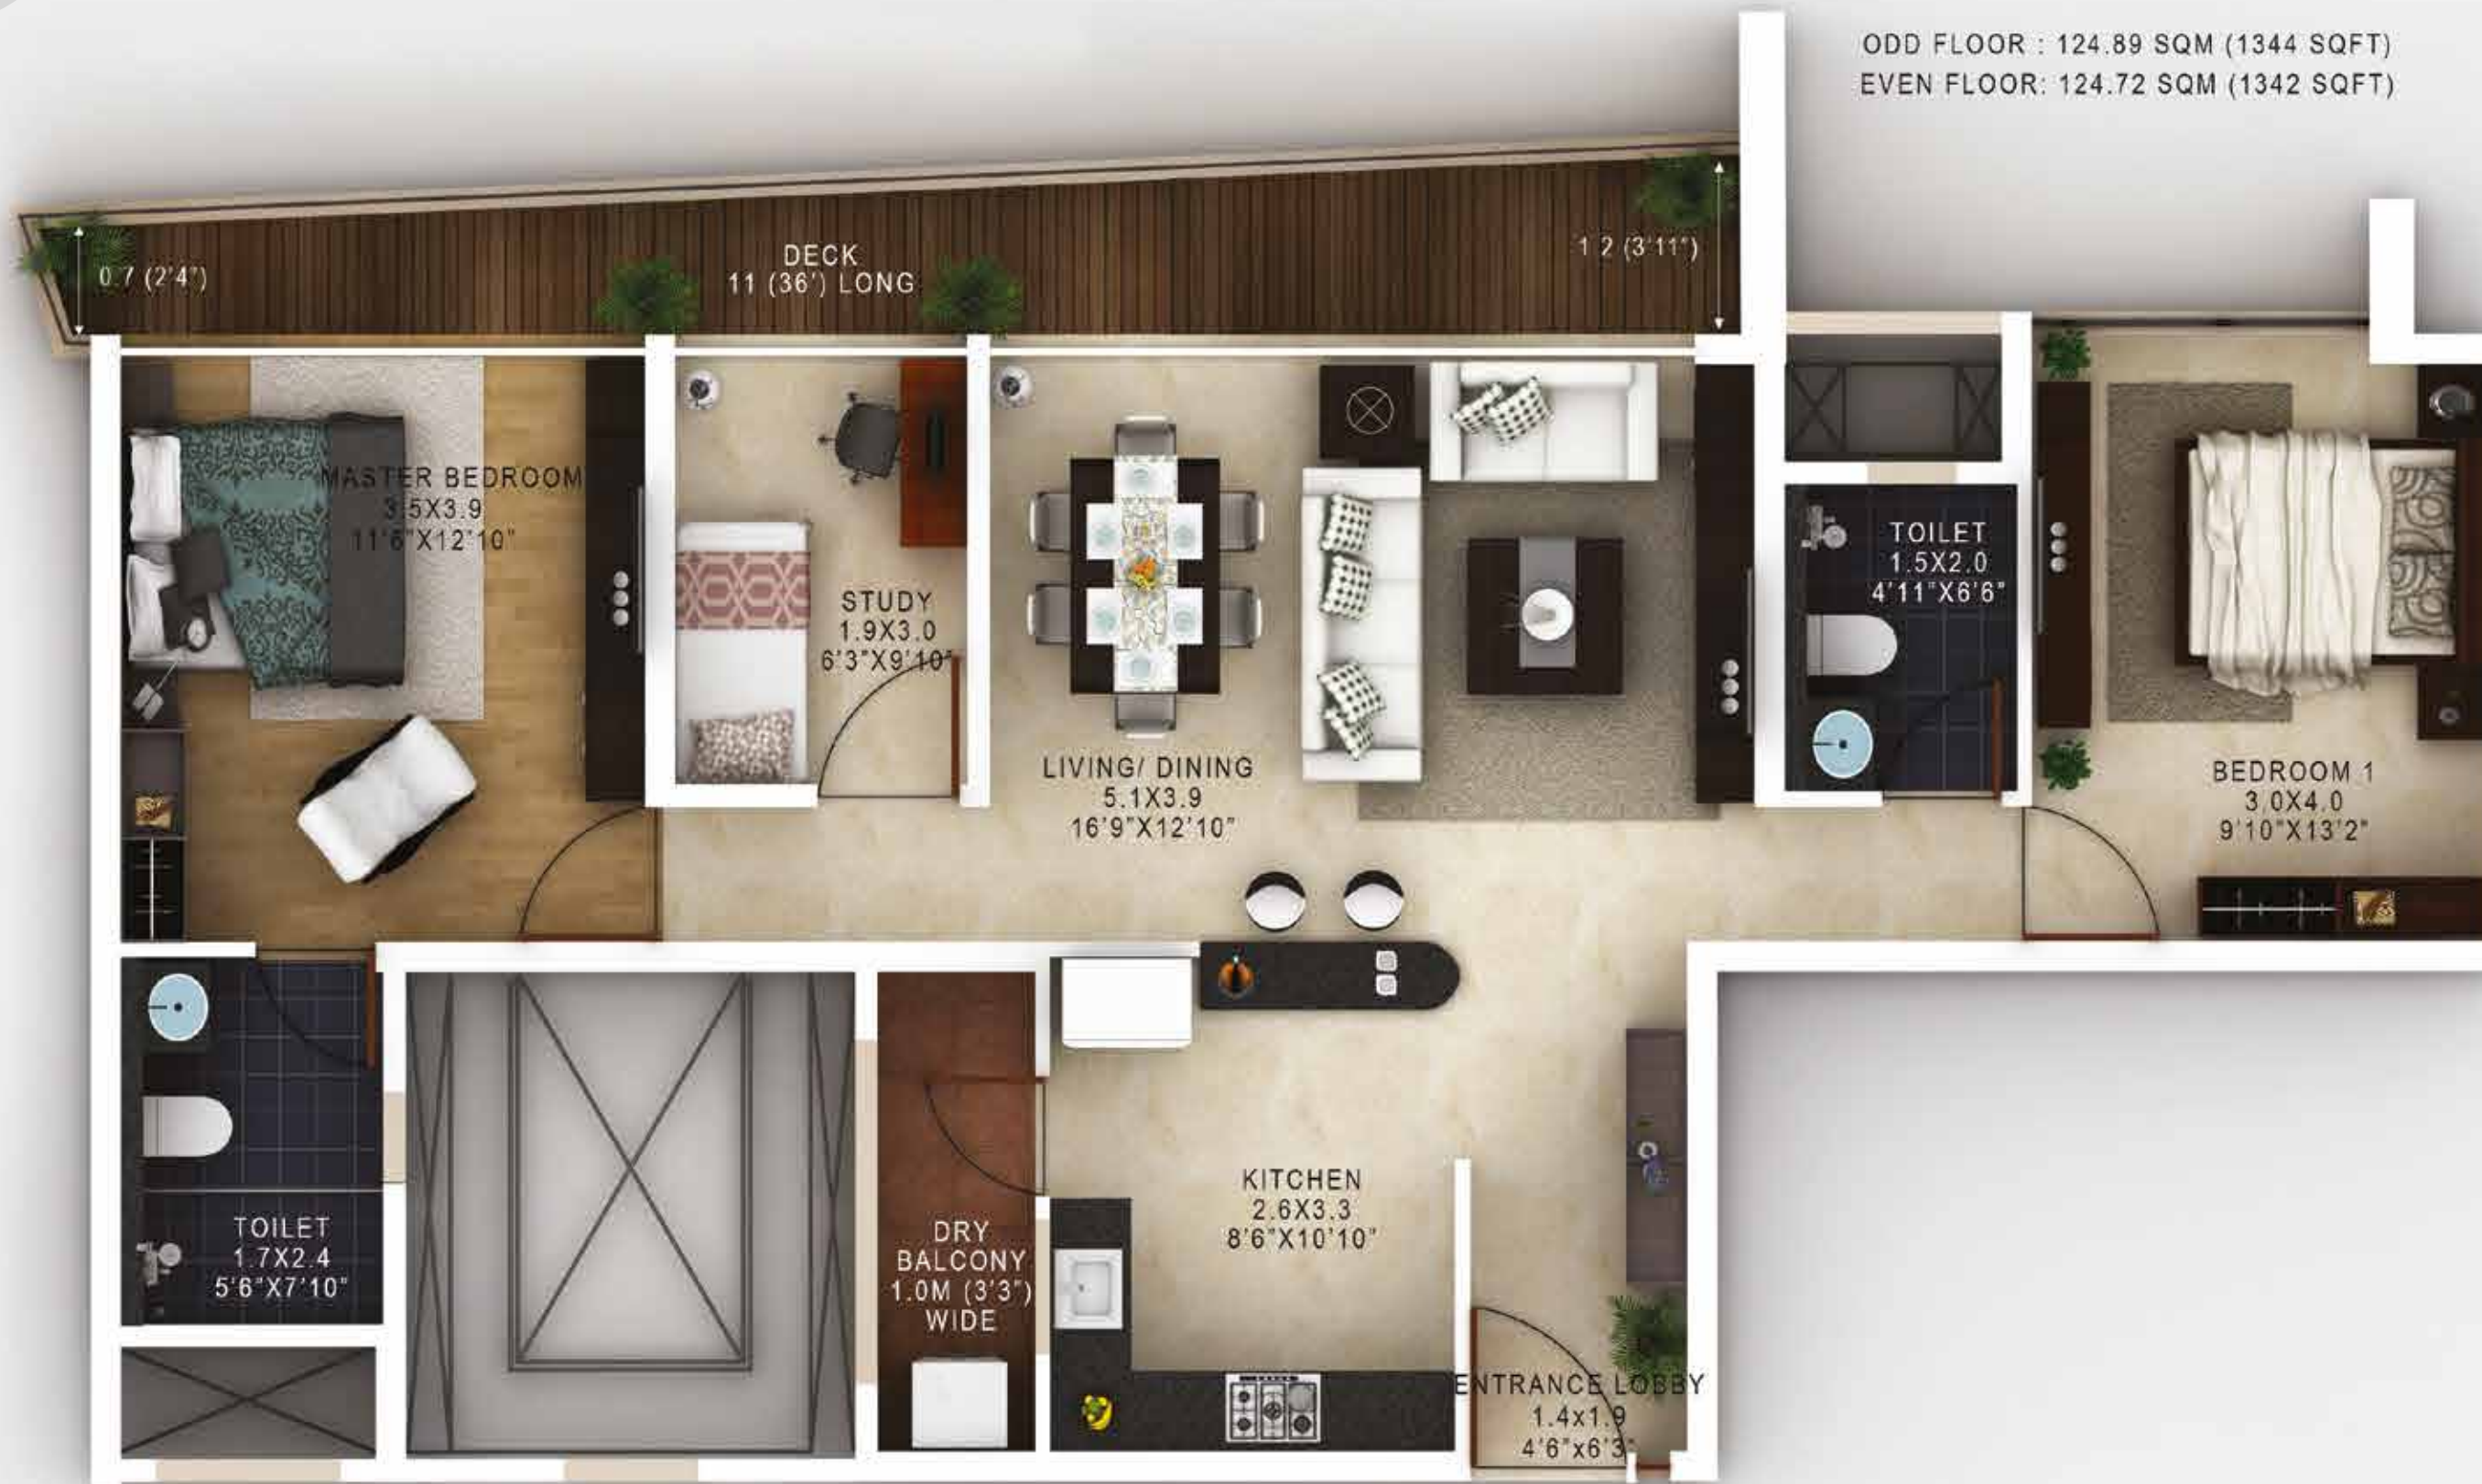 ODD FLOOR : 124.89 SQM (1344 SQFT)
EVEN FLOOR: 124.72 SQM (1342 SQFT)
DECK
11 (36') LONG
0.7 (2'4")
1.2 (3'11")
MASTER BEDROOM
3.5X3.9
11'6"X12'10"
STUDY
1.9X3.0
6'3"X9'10"
LIVING/ DINING
5.1X3.9
16'9"X12'10"
TOILET
1.5X2.0
4'11"X6'6"
BEDROOM 1
3.0X4.0
9'10"X13'2"
TOILET
1.7X2.4
5'6"X7'10"
DRY
BALCONY
1.0M (3'3")
WIDE
KITCHEN
2.6X3.3
8'6"X10'10"
ENTRANCE LOBBY
1.4x1.9
4'6"x6'3"